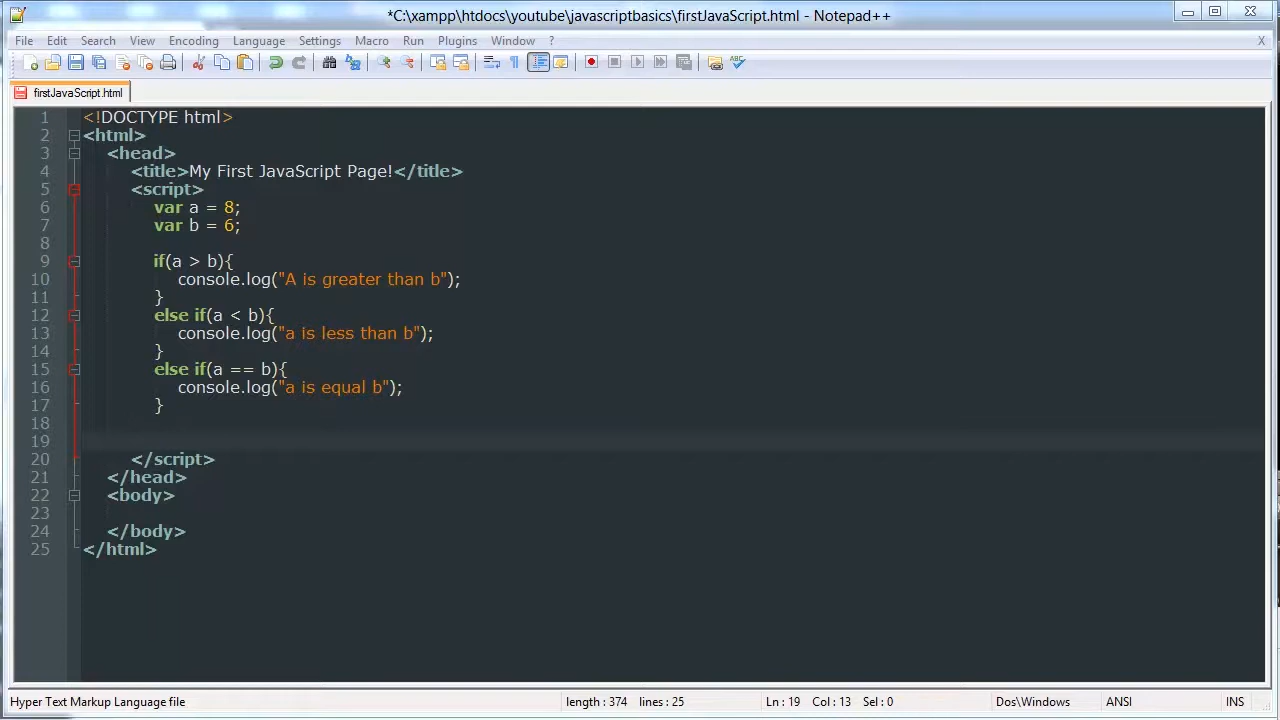 *C:\xampp\htdocs\youtube\javascriptbasics\firstJavaScript.html - Notepad++
File Edit Search View Encoding Language Settings Macro Run Plugins Window ? X
firstJavaScript.html
1 <!DOCTYPE html>
2 <html>
3 <head>
4 <title>My First JavaScript Page!</title>
5 <script>
6 var a = 8;
7 var b = 6;
8
9 if(a > b){
10 console.log("A is greater than b");
11 }
12 else if(a < b){
13 console.log("a is less than b");
14 }
15 else if(a == b){
16 console.log("a is equal b");
17 }
18
19
20 </script>
21 </head>
22 <body>
23
24 </body>
25 </html>
Hyper Text Markup Language file length : 374 lines : 25 Ln : 19 Col : 13 Sel : 0 Dos\Windows ANSI INS